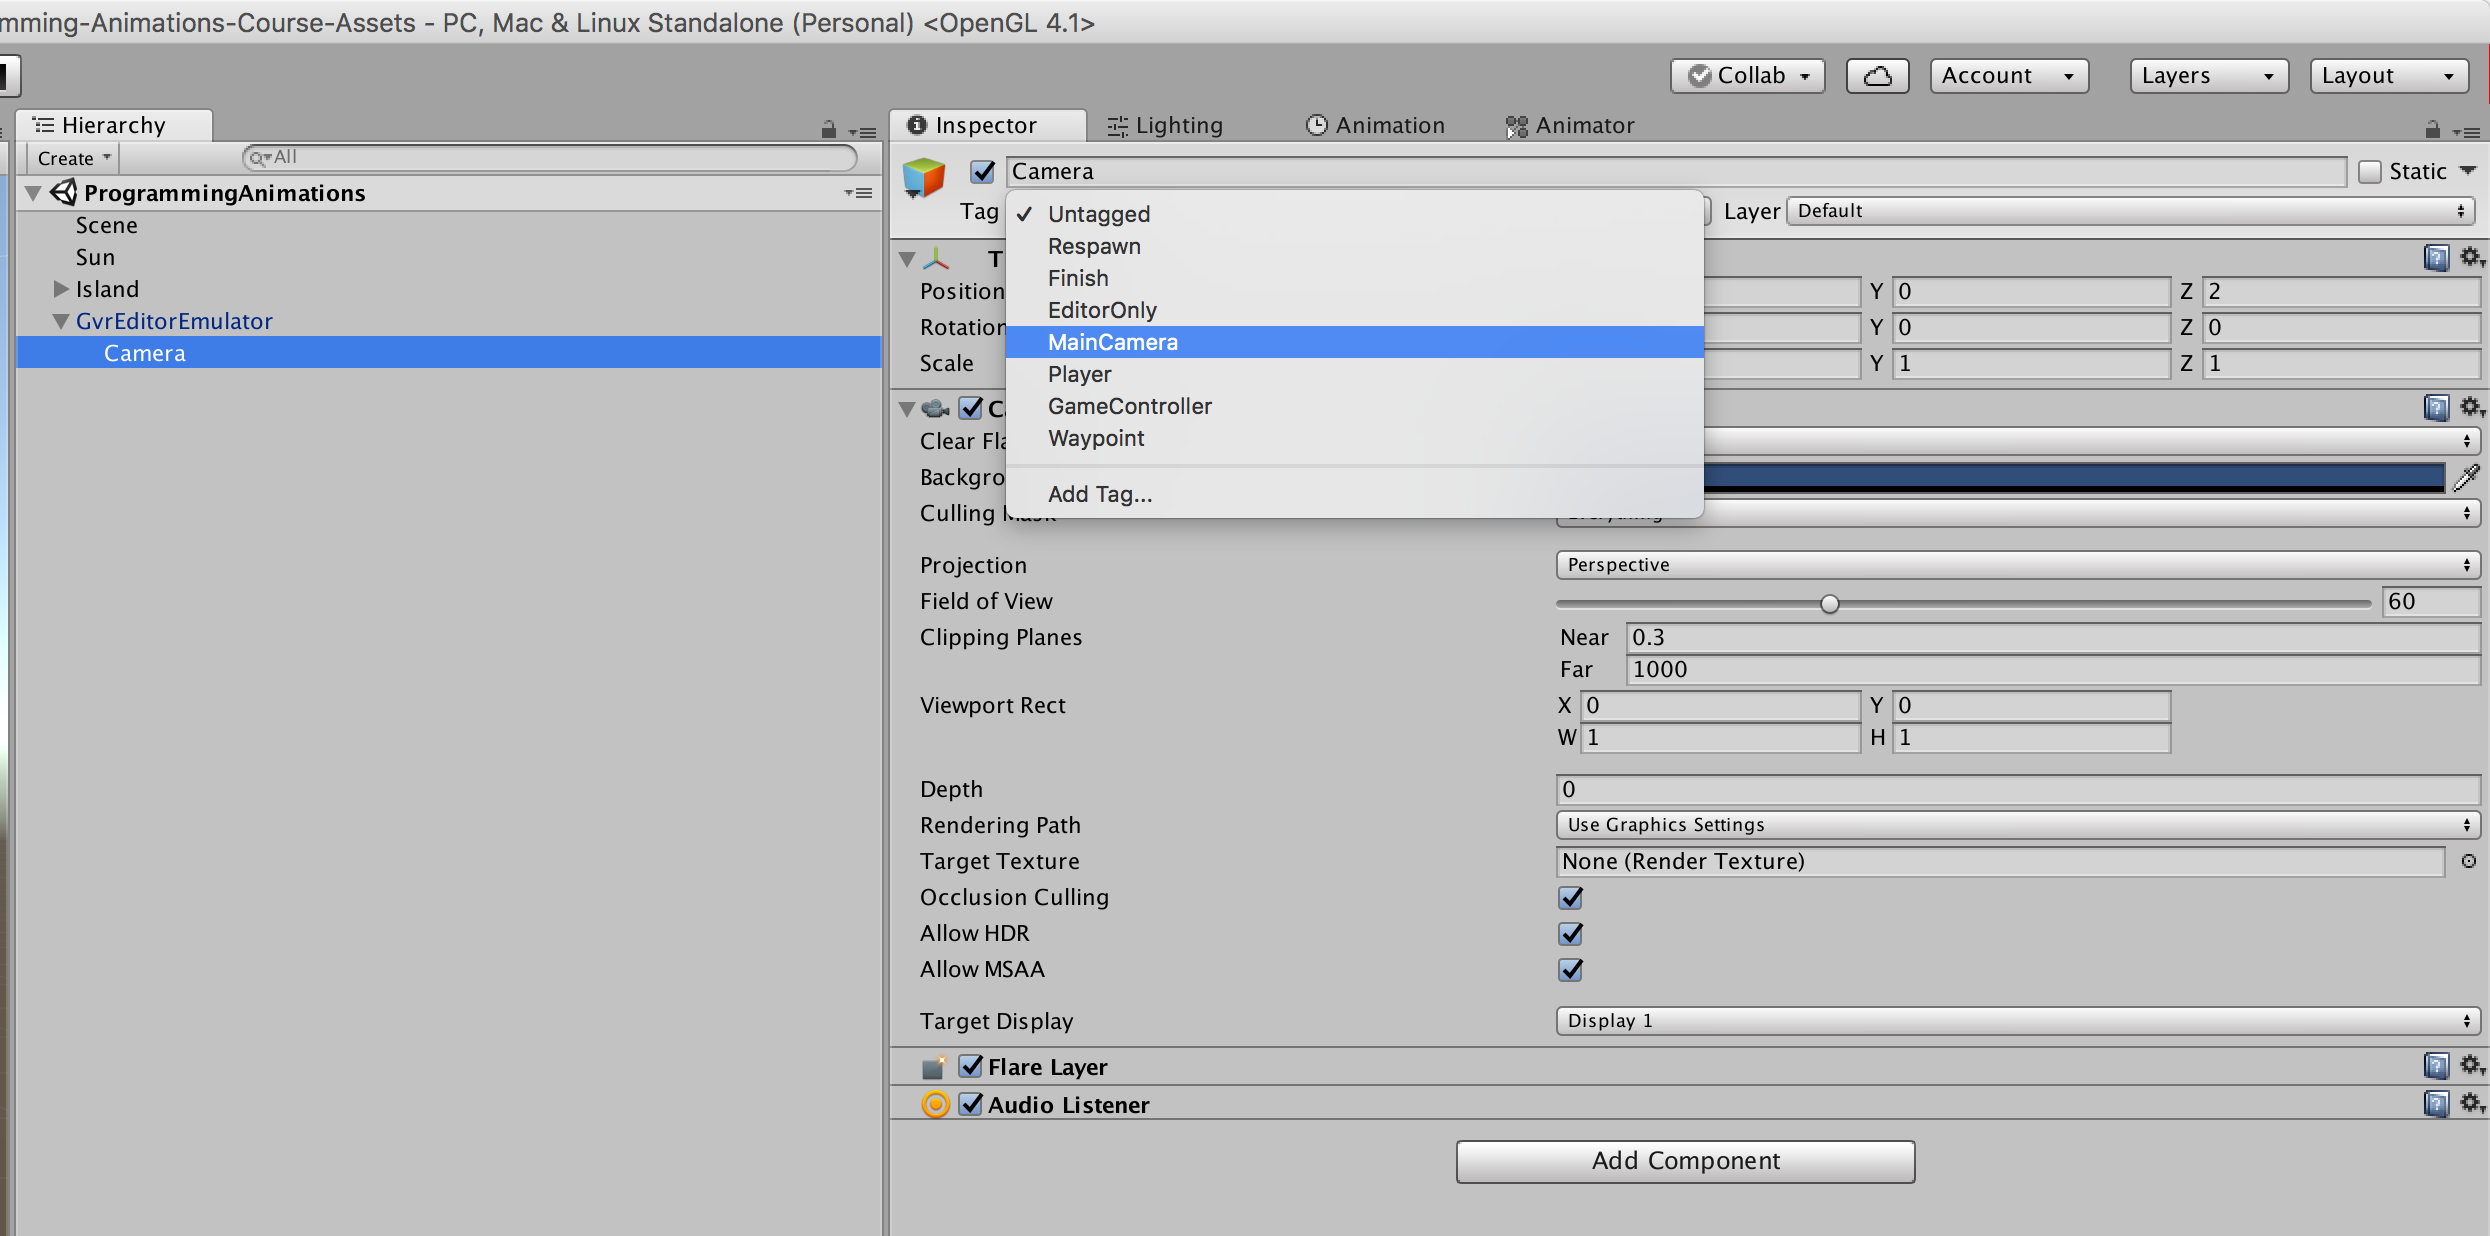 mming-Animations-Course-Assets - PC, Mac & Linux Standalone (Personal) <OpenGL 4.1>
Collab
Account
Layers
Layout
Hierarchy
Create
All
ProgrammingAnimations
Scene
Sun
Island
GvrEditorEmulator
Camera
Inspector
Lighting
Animation
Animator
Camera
Static
Tag
Layer Default
Untagged
Respawn
Finish
EditorOnly
MainCamera
Player
GameController
Waypoint
Add Tag...
T
Position Y 0 Z 2
Rotation Y 0 Z 0
Scale Y 1 Z 1
Ca
Clear Fla
Backgro
Culling Mask
Projection Perspective
Field of View 60
Clipping Planes Near 0.3
Far 1000
Viewport Rect X 0 Y 0
W 1 H 1
Depth 0
Rendering Path Use Graphics Settings
Target Texture None (Render Texture)
Occlusion Culling
Allow HDR
Allow MSAA
Target Display Display 1
Flare Layer
Audio Listener
Add Component